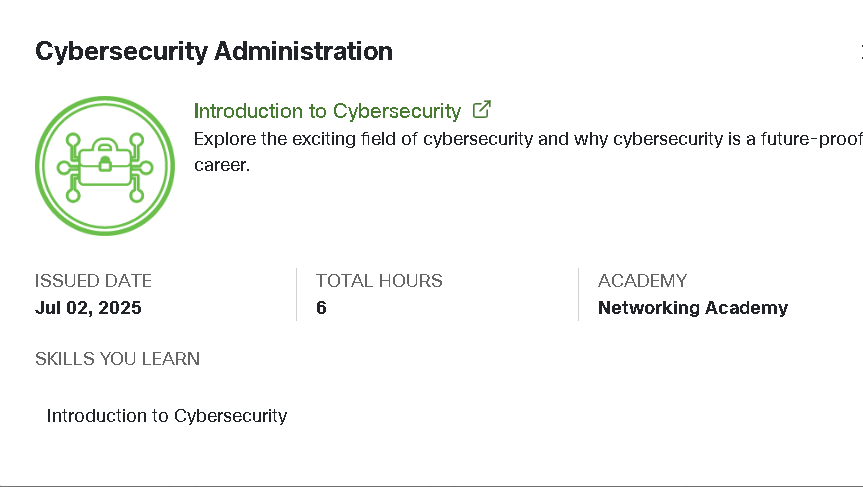 Cybersecurity Administration
Introduction to Cybersecurity
Explore the exciting field of cybersecurity and why cybersecurity is a future-proof
career.
ISSUED DATE
TOTAL HOURS
ACADEMY
Jul 02, 2025
6
Networking Academy
SKILLS YOU LEARN
Introduction to Cybersecurity